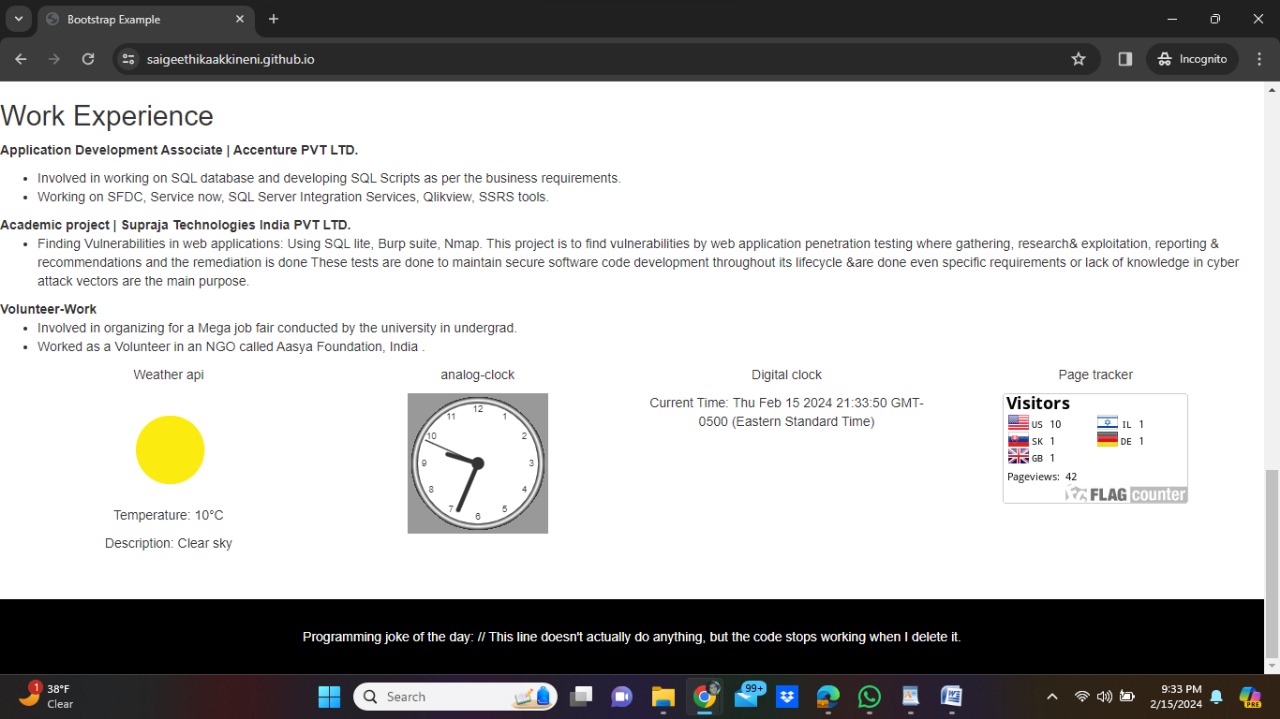 Bootstrap Example
saigeethikaakkineni.github.io
Incognito
Work Experience
Application Development Associate | Accenture PVT LTD.
• Involved in working on SQL database and developing SQL Scripts as per the business requirements.
• Working on SFDC, Service now, SQL Server Integration Services, Qlikview, SSRS tools.
Academic project | Supraja Technologies India PVT LTD.
• Finding Vulnerabilities in web applications: Using SQL lite, Burp suite, Nmap. This project is to find vulnerabilities by web application penetration testing where gathering, research& exploitation, reporting &
recommendations and the remediation is done These tests are done to maintain secure software code development throughout its lifecycle &are done even specific requirements or lack of knowledge in cyber
attack vectors are the main purpose.
Volunteer-Work
• Involved in organizing for a Mega job fair conducted by the university in undergrad.
• Worked as a Volunteer in an NGO called Aasya Foundation, India .
Weather api
Temperature: 10°C
Description: Clear sky
analog-clock
12
1
2
3
4
5
6
7
8
9
10
11
Digital clock
Current Time: Thu Feb 15 2024 21:33:50 GMT-
0500 (Eastern Standard Time)
Page tracker
Visitors
US 10 IL 1
SK 1 DE 1
GB 1
Pageviews: 42
FLAG counter
Programming joke of the day: // This line doesn't actually do anything, but the code stops working when I delete it.
1
38°F
Clear
Search
99+
9:33 PM
2/15/2024
PRE